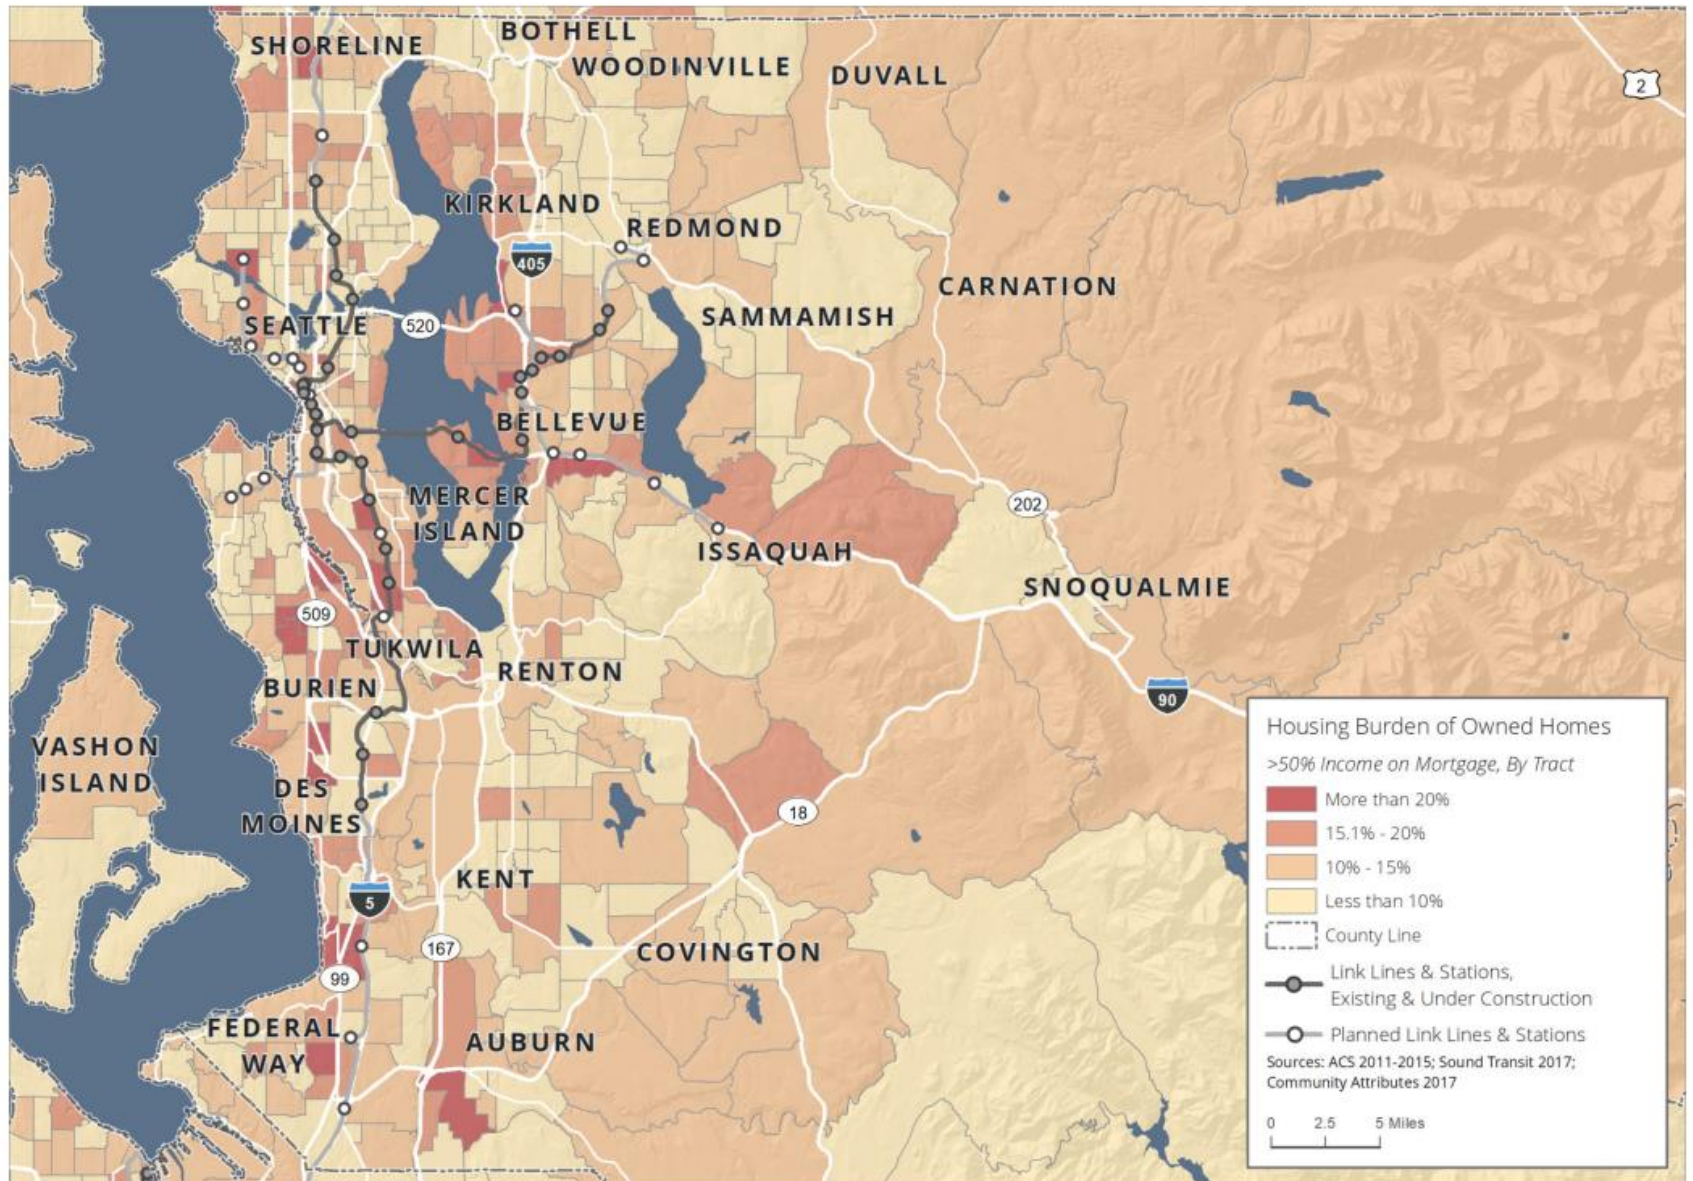 SHORELINE
BOTHELL
WOODINVILLE
DUVALL
2
KIRKLAND
REDMOND
405
CARNATION
SAMMAMISH
SEATTLE
520
BELLEVUE
MERCER
ISLAND
202
ISSAQUAH
SNOQUALMIE
509
TUKWILA
RENTON
BURIEN
90
VASHON
ISLAND
DES
MOINES
18
KENT
5
167
COVINGTON
99
FEDERAL
WAY
AUBURN
Housing Burden of Owned Homes
>50% Income on Mortgage, By Tract
More than 20%
15.1% - 20%
10% - 15%
Less than 10%
County Line
Link Lines & Stations,
Existing & Under Construction
Planned Link Lines & Stations
Sources: ACS 2011-2015; Sound Transit 2017;
Community Attributes 2017
0 2.5 5 Miles